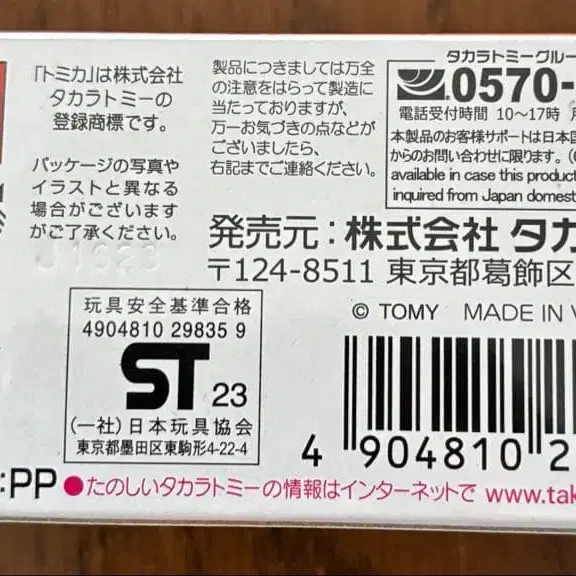 「トミカ」は株式会社
タカラトミーの
登録商標です。
パッケージの写真や
イラストと異なる
場合がございます
がご了承ください。
製品につきましては万全
の注意をはらって製造に
当たっておりますが、
万一お気づきの点などが
ございましたら、
右記までご連絡ください。
タカラトミーグルー
0570-
電話受付時間 10〜17時
本製品のお客様サポートは日本国
からのお問い合わせに限ります。
available in case this product
inquired from Japan domest
発売元：株式会社 タカ
〒124-8511 東京都葛飾区
© TOMY MADE IN V
玩具安全基準合格
4904810 29835 9
ST 23
(一社)日本玩具協会
東京都墨田区東駒形4-22-4
4 904810 2
:PP ●たのしいタカラトミーの情報はインターネットで www.tak